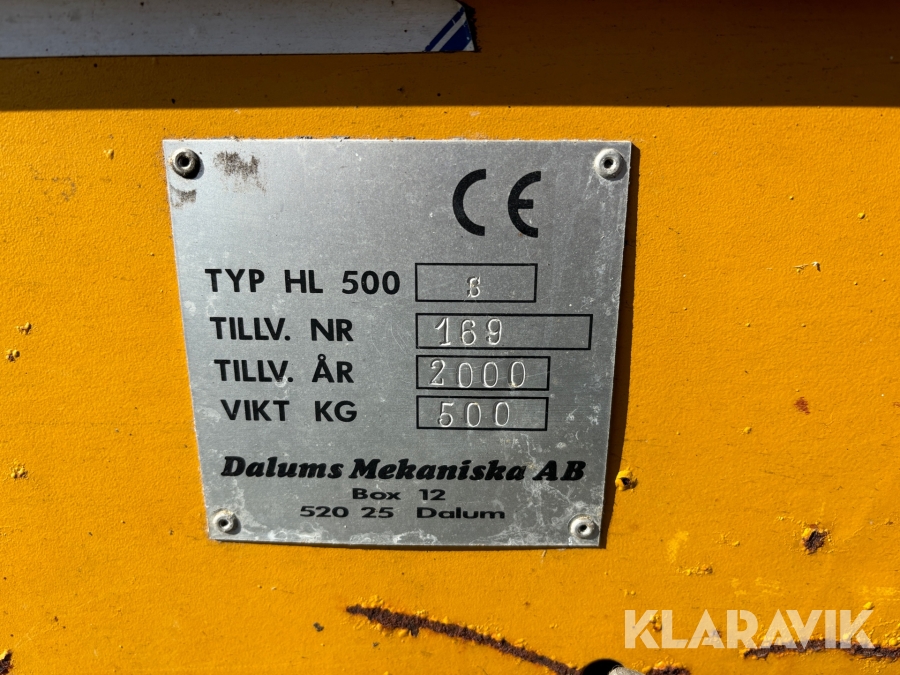 CE
TYP HL 500 S
TILLV. NR 169
TILLV. ÅR 2000
VIKT KG 500
Dalums Mekaniska AB
Box 12
520 25 Dalum
KLARAVIK